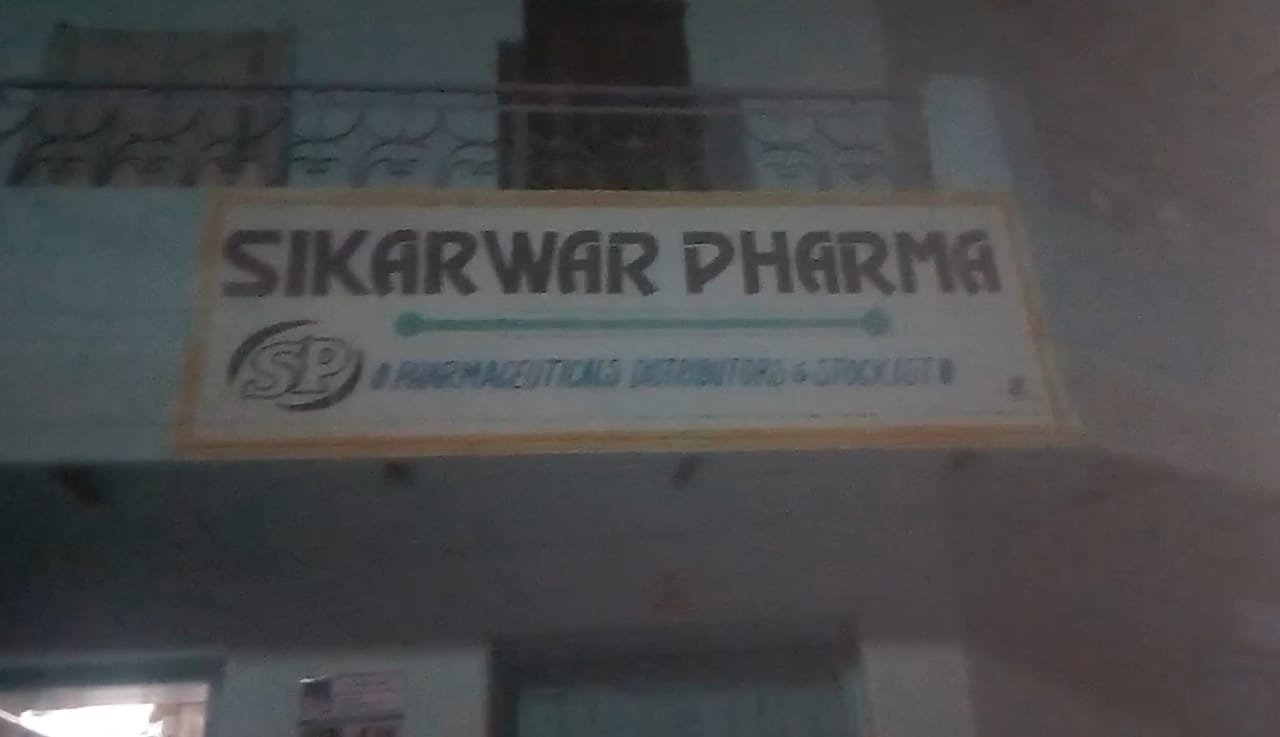 SIKARWAR PHARMA
SP
PHARMACEUTICALS DISTRIBUTORS & STOCKIST